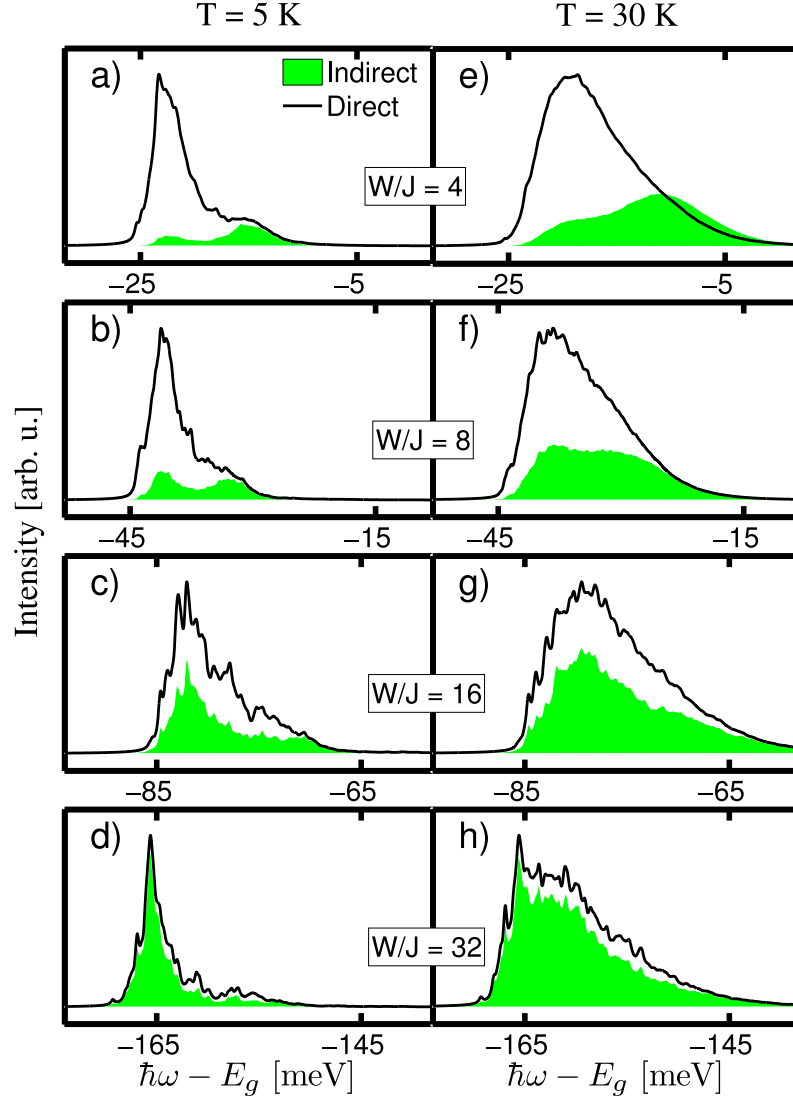 T = 5 K
T = 30 K
a)
Indirect
Direct
e)
W/J = 4
−25
−5
−25
−5
b)
f)
W/J = 8
−45
−15
−45
−15
c)
g)
W/J = 16
−85
−65
−85
−65
d)
h)
W/J = 32
−165
−145
−165
−145
Intensity [arb. u.]
ħω − E_g [meV]
ħω − E_g [meV]